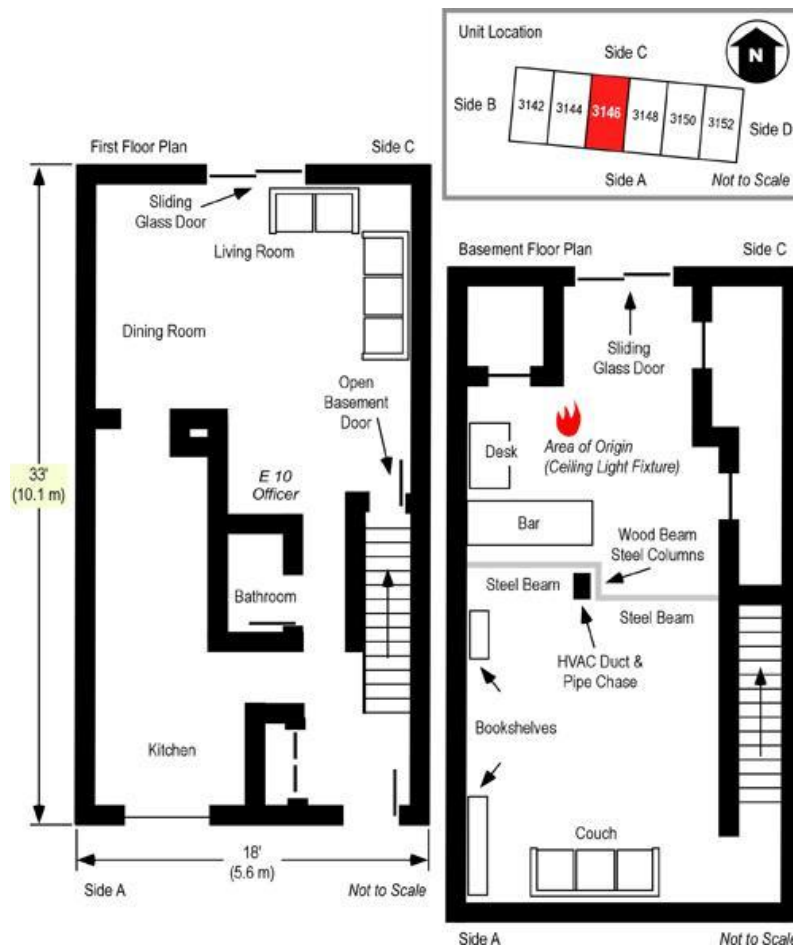 Unit Location
Side C
N
Side B
3142
3144
3146
3148
3150
3152
Side D
Side A
Not to Scale
First Floor Plan
Side C
Sliding
Glass Door
Living Room
Dining Room
Open
Basement
Door
33'
(10.1 m)
E 10
Officer
Bathroom
Kitchen
18'
(5.6 m)
Side A
Not to Scale
Basement Floor Plan
Side C
Sliding
Glass Door
Desk
Area of Origin
(Ceiling Light Fixture)
Bar
Wood Beam
Steel Columns
Steel Beam
Steel Beam
HVAC Duct &
Pipe Chase
Bookshelves
Couch
Side A
Not to Scale